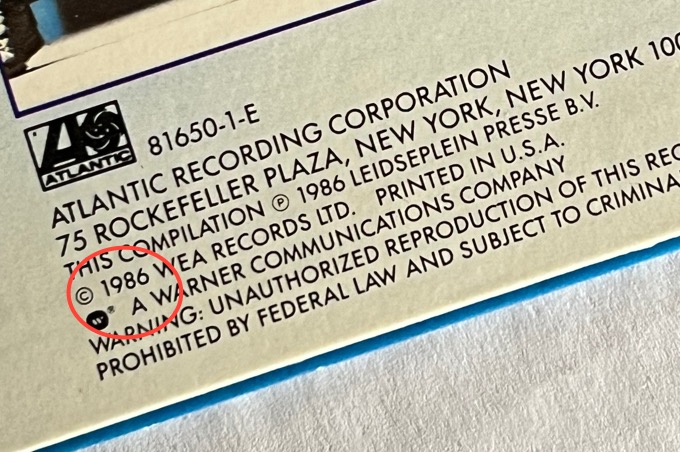 ATLANTIC
81650-1-E
ATLANTIC RECORDING CORPORATION
75 ROCKEFELLER PLAZA, NEW YORK, NEW YORK
THIS COMPILATION ℗ 1986 LEIDSEPLEIN PRESSE B.V.
© 1986 WEA RECORDS LTD. PRINTED IN U.S.A.
® A WARNER COMMUNICATIONS COMPANY
WARNING: UNAUTHORIZED REPRODUCTION OF THIS
PROHIBITED BY FEDERAL LAW AND SUBJECT TO